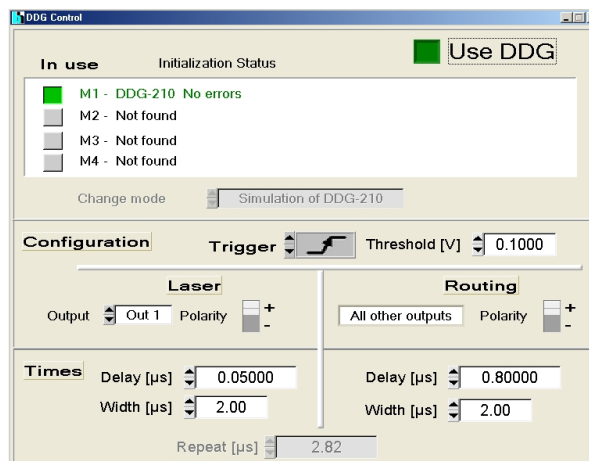 DDG Control
Use DDG
In use Initialization Status
M1 - DDG-210 No errors
M2 - Not found
M3 - Not found
M4 - Not found
Change mode Simulation of DDG-210
Configuration Trigger Threshold [V] 0.1000
Laser Routing
Output Out 1 Polarity + - All other outputs Polarity + -
Times Delay [µs] 0.05000 Delay [µs] 0.80000
Width [µs] 2.00 Width [µs] 2.00
Repeat [µs] 2.82